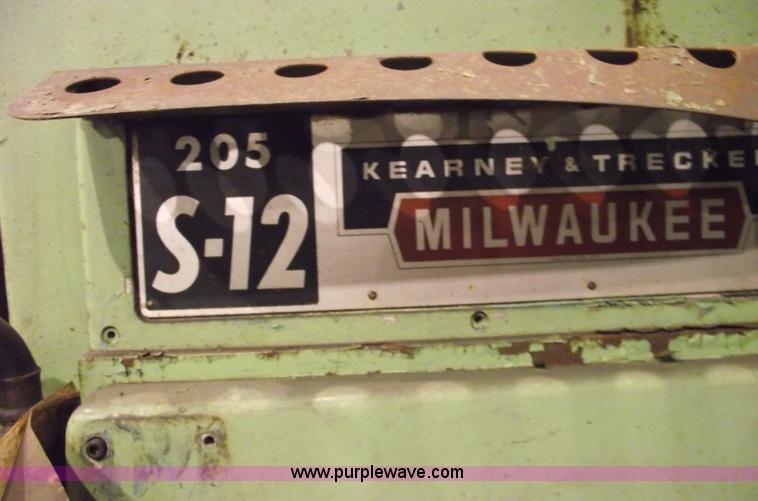 205
S-12
KEARNEY & TRECKE
MILWAUKEE
www.purplewave.com